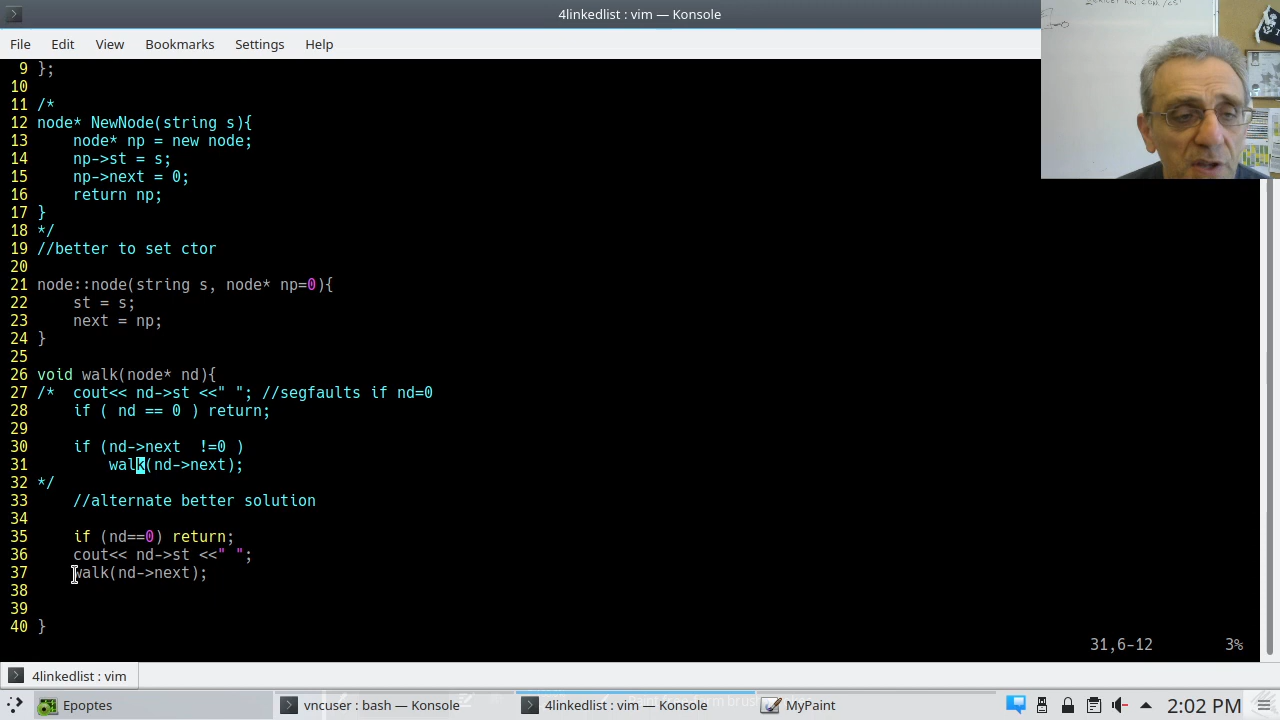 4linkedlist : vim — Konsole
File Edit View Bookmarks Settings Help
9 };
10
11 /*
12 node* NewNode(string s){
13     node* np = new node;
14     np->st = s;
15     np->next = 0;
16     return np;
17 }
18 */
19 //better to set ctor
20
21 node::node(string s, node* np=0){
22     st = s;
23     next = np;
24 }
25
26 void walk(node* nd){
27 /*  cout<< nd->st <<" "; //segfaults if nd=0
28     if ( nd == 0 ) return;
29
30     if (nd->next  !=0 )
31         walk(nd->next);
32 */
33     //alternate better solution
34
35     if (nd==0) return;
36     cout<< nd->st <<" ";
37     walk(nd->next);
38
39
40 }
31,6-12 3%
4linkedlist : vim
Epoptes vncuser : bash — Konsole 4linkedlist : vim — Konsole MyPaint 2:02 PM